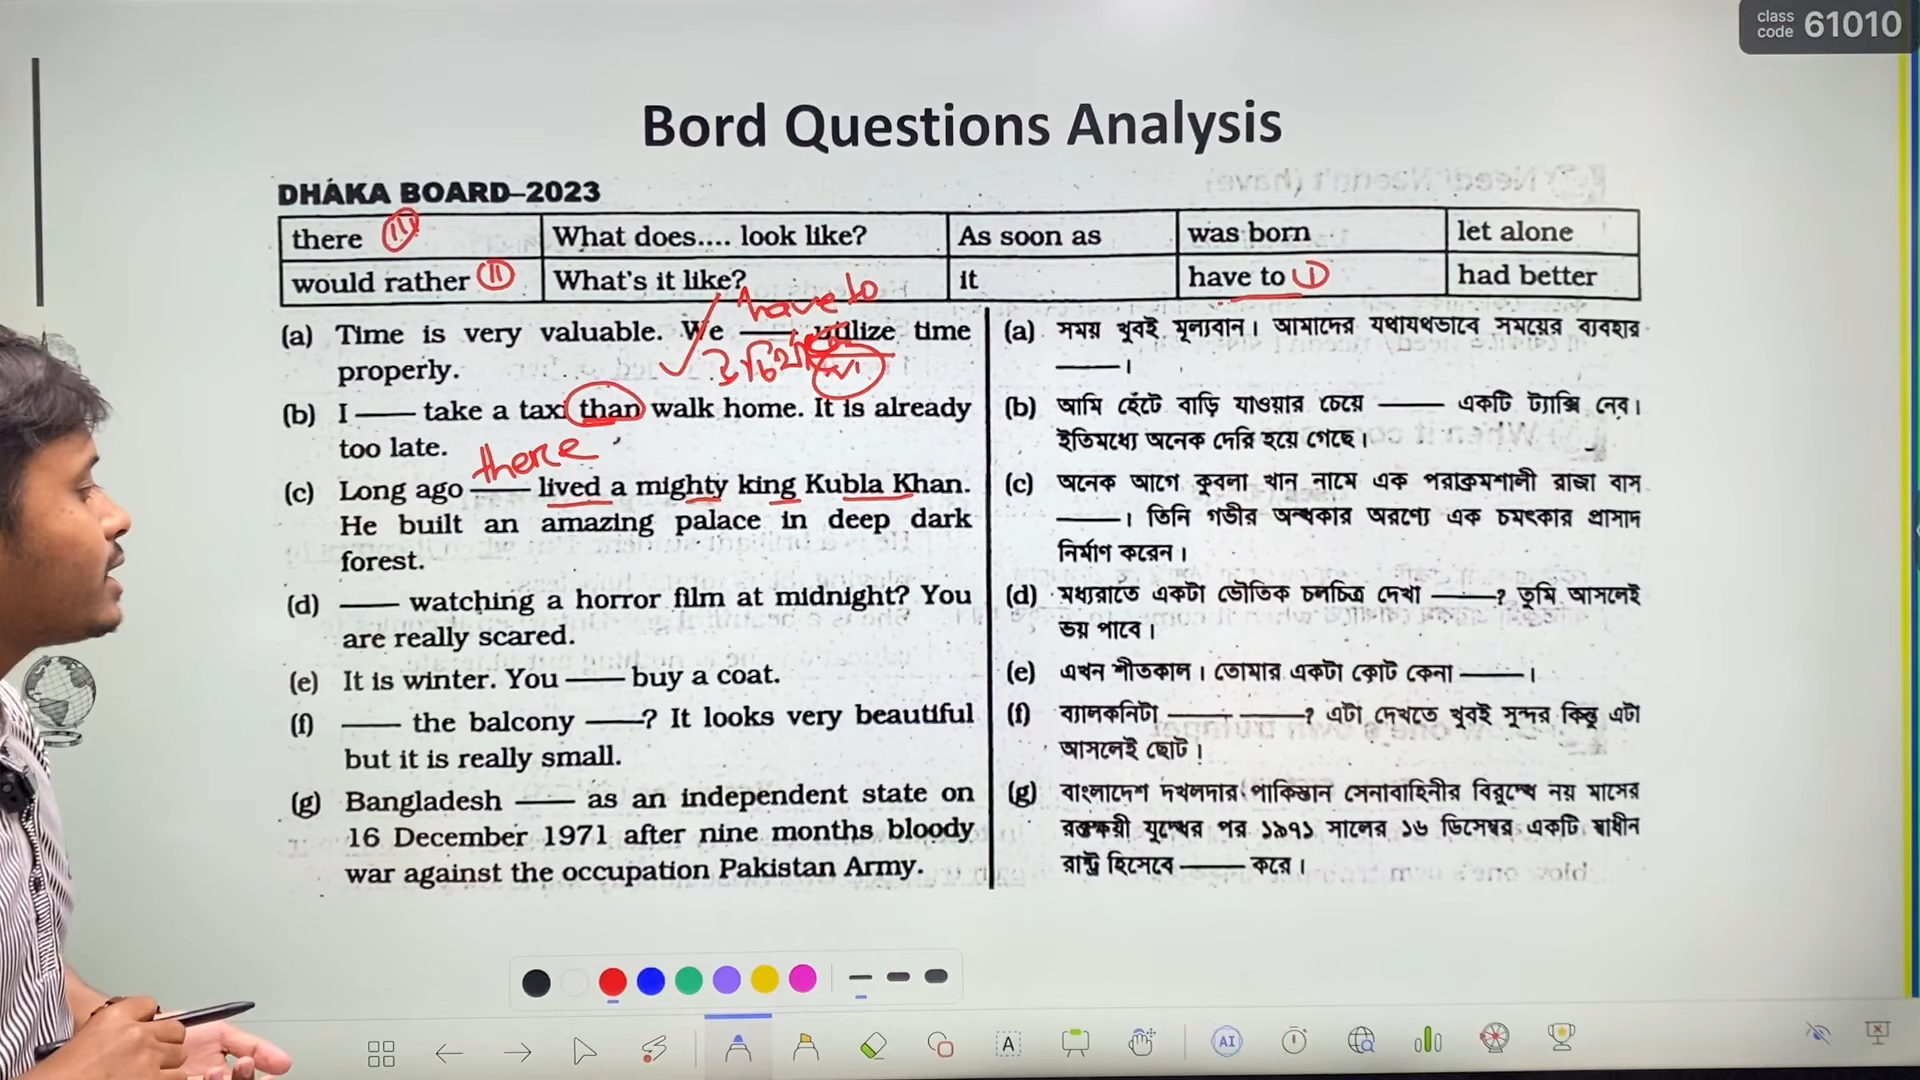 class code 61010
Bord Questions Analysis
DHAKA BOARD–2023
there What does.... look like? As soon as was born let alone
would rather What's it like? it have to had better
have to
(a) Time is very valuable. We —— utilize time
properly.
(b) I —— take a taxi than walk home. It is already
too late.
there
(c) Long ago —— lived a mighty king Kubla Khan.
He built an amazing palace in deep dark
forest.
(d) —— watching a horror film at midnight? You
are really scared.
(e) It is winter. You —— buy a coat.
(f) —— the balcony ——? It looks very beautiful
but it is really small.
(g) Bangladesh —— as an independent state on
16 December 1971 after nine months bloody
war against the occupation Pakistan Army.
(a) সময় খুবই মূল্যবান। আমাদের যথাযথভাবে সময়ের ব্যবহার
——।
(b) আমি হেঁটে বাড়ি যাওয়ার চেয়ে —— একটি ট্যাক্সি নেব।
ইতিমধ্যে অনেক দেরি হয়ে গেছে।
(c) অনেক আগে কুবলা খান নামে এক পরাক্রমশালী রাজা বাস
——। তিনি গভীর অন্ধকার অরণ্যে এক চমৎকার প্রাসাদ
নির্মাণ করেন।
(d) মধ্যরাতে একটা ভৌতিক চলচিত্র দেখা ——? তুমি আসলেই
ভয় পাবে।
(e) এখন শীতকাল। তোমার একটা কোট কেনা ——।
(f) ব্যালকনিটা —— ——? এটা দেখতে খুবই সুন্দর কিন্তু এটা
আসলেই ছোট।
(g) বাংলাদেশ দখলদার পাকিস্তান সেনাবাহিনীর বিরুদ্ধে নয় মাসের
রক্তক্ষয়ী যুদ্ধের পর ১৯৭১ সালের ১৬ ডিসেম্বর একটি স্বাধীন
রাষ্ট্র হিসেবে —— করে।